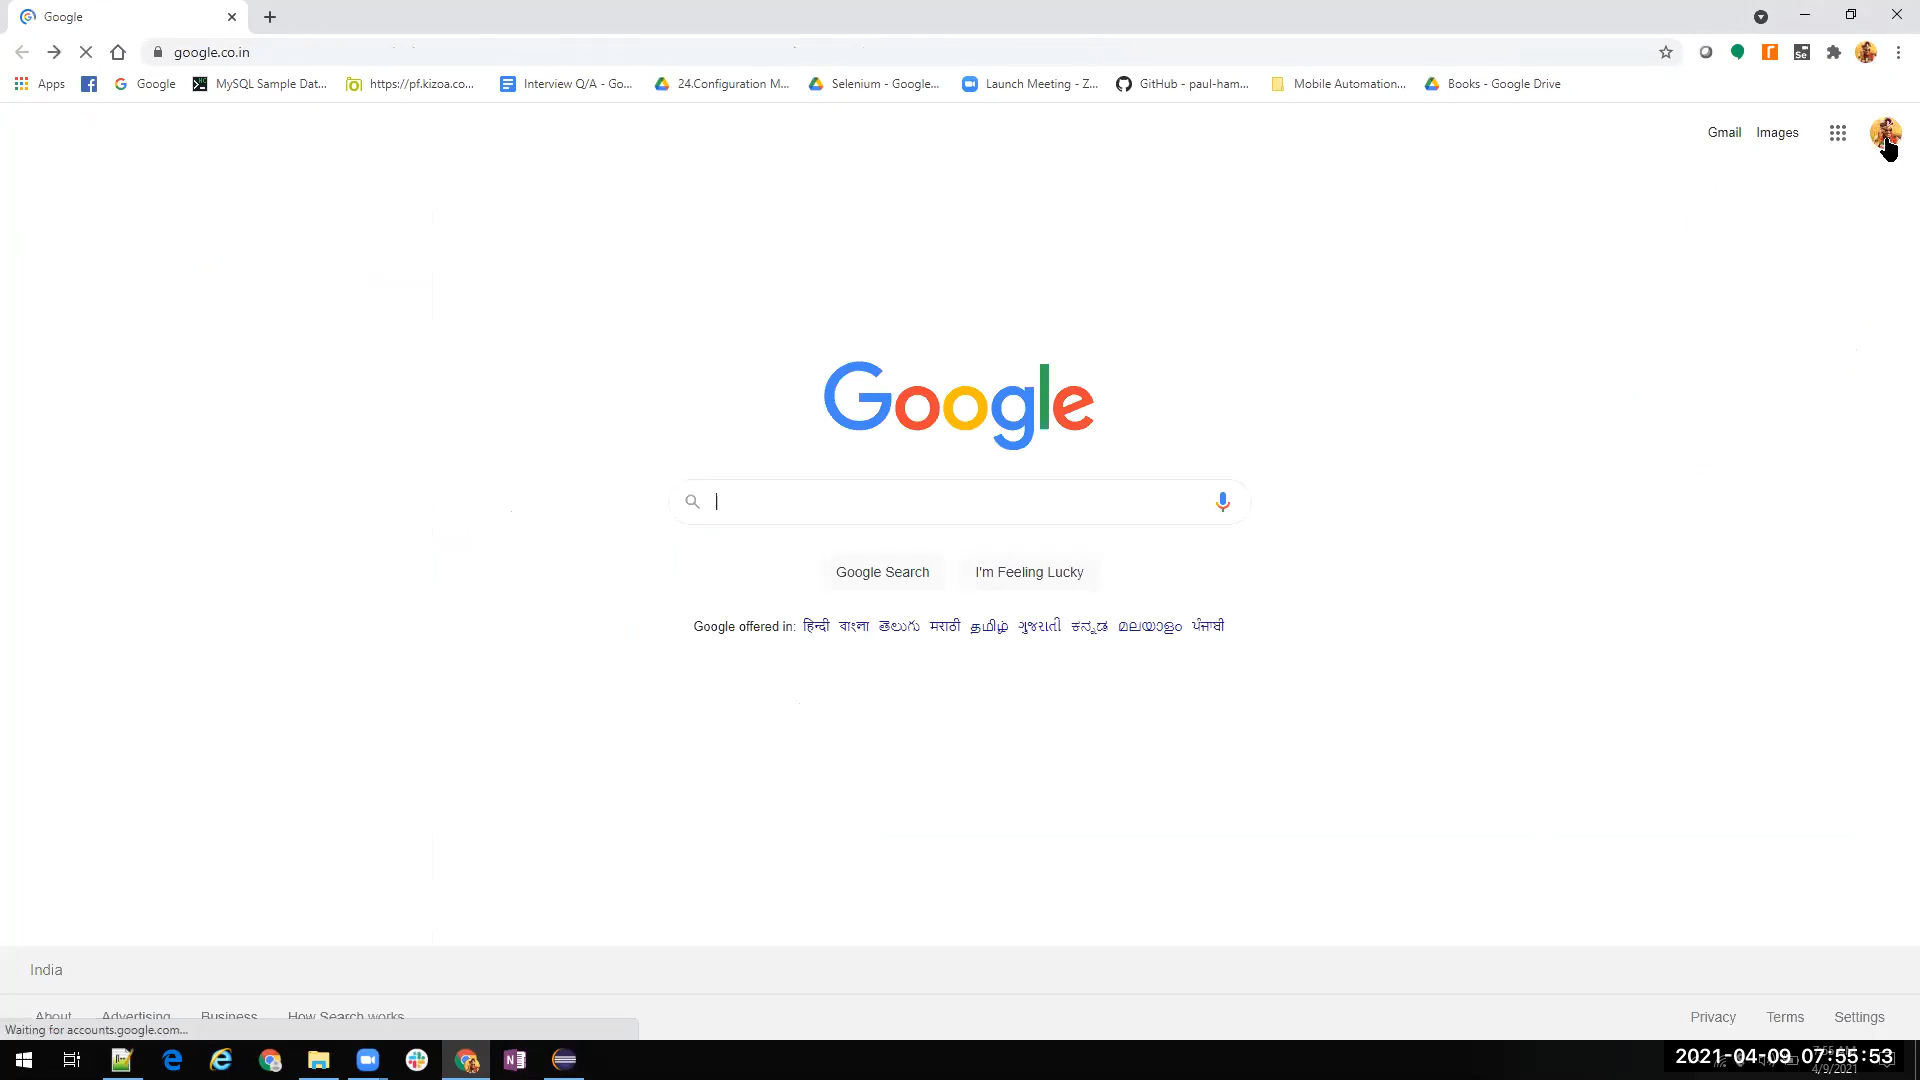 Google
google.co.in
Apps
Google
MySQL Sample Dat...
https://pf.kizoa.co...
Interview Q/A - Go...
24.Configuration M...
Selenium - Google...
Launch Meeting - Z...
GitHub - paul-ham...
Mobile Automation...
Books - Google Drive
Gmail Images
Google
Google Search
I'm Feeling Lucky
Google offered in: हिन्दी বাংলা తెలుగు मराठी தமிழ் ગુજરાતી ಕನ್ನಡ മലയാളം ਪੰਜਾਬੀ
India
About Advertising Business How Search works
Privacy Terms Settings
Waiting for accounts.google.com...
2021-04-09 07:55:53
4/9/2021